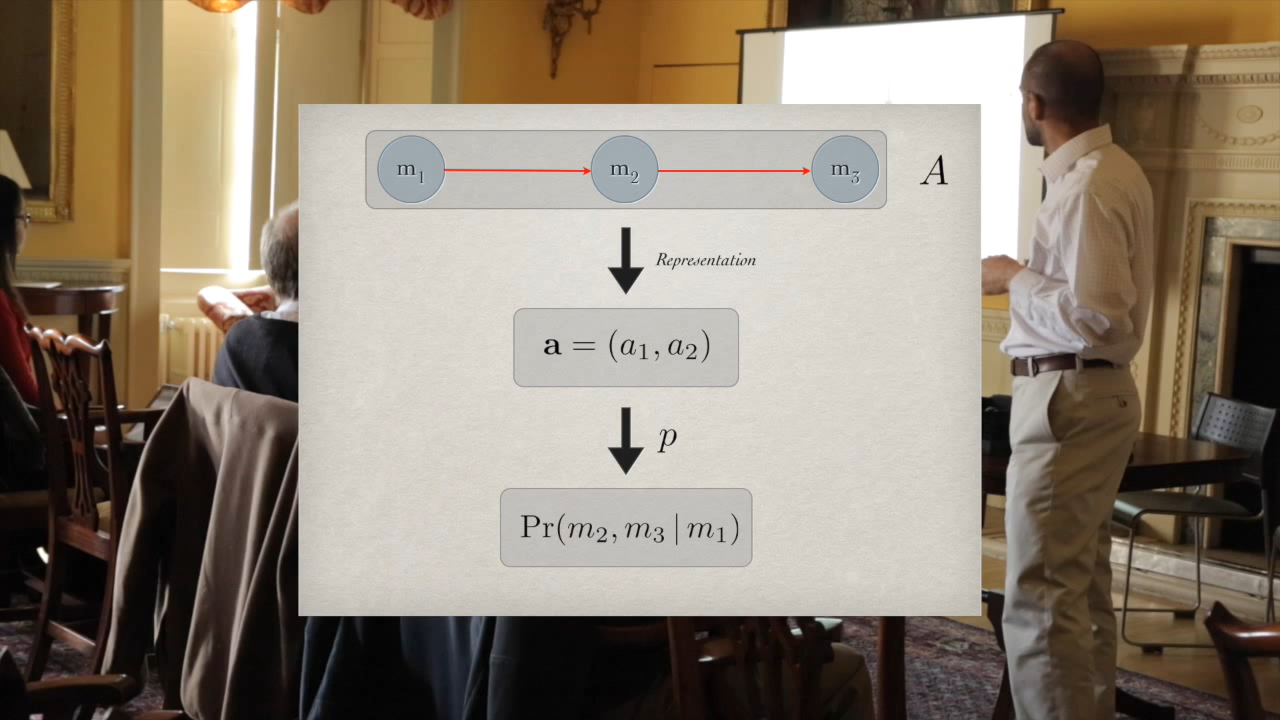 m₁ m₂ m₃ A
Representation
𝐚 = (a₁, a₂)
p
Pr(m₂, m₃ | m₁)